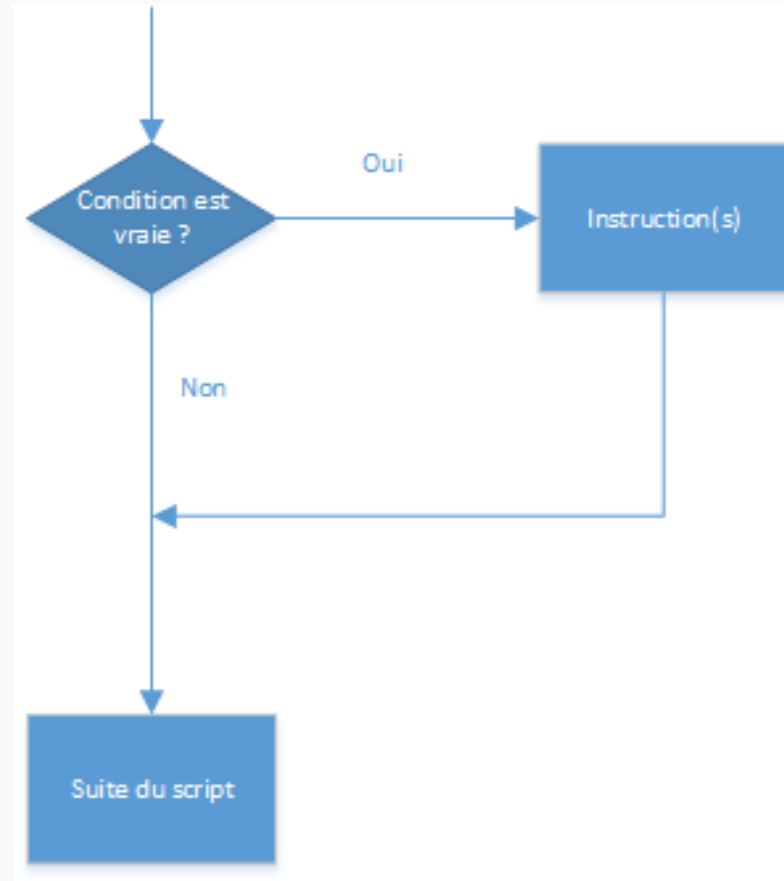 Oui
Condition est
vraie ?
Instruction(s)
Non
Suite du script